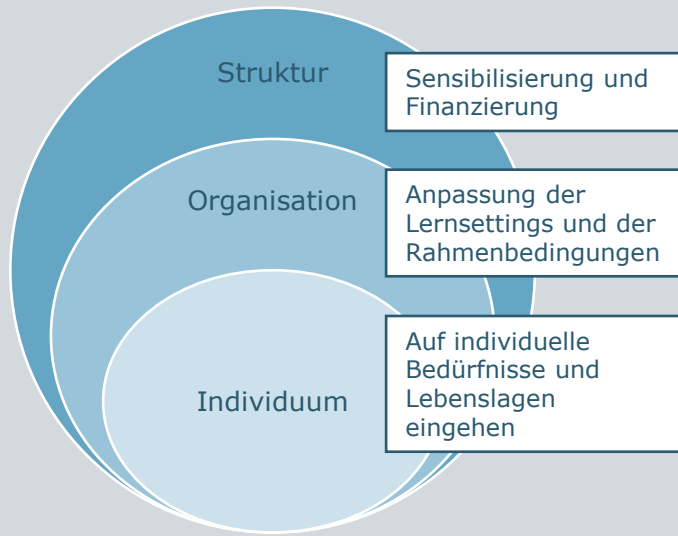 Struktur
Sensibilisierung und
Finanzierung
Organisation
Anpassung der
Lernsettings und der
Rahmenbedingungen
Individuum
Auf individuelle
Bedürfnisse und
Lebenslagen
eingehen